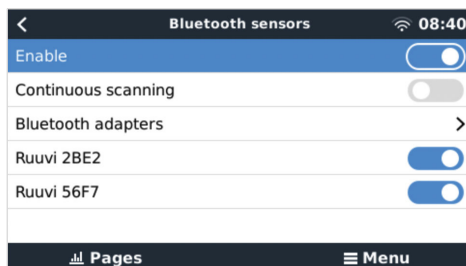 Bluetooth sensors 08:40
Enable
Continuous scanning
Bluetooth adapters
Ruuvi 2BE2
Ruuvi 56F7
Pages Menu